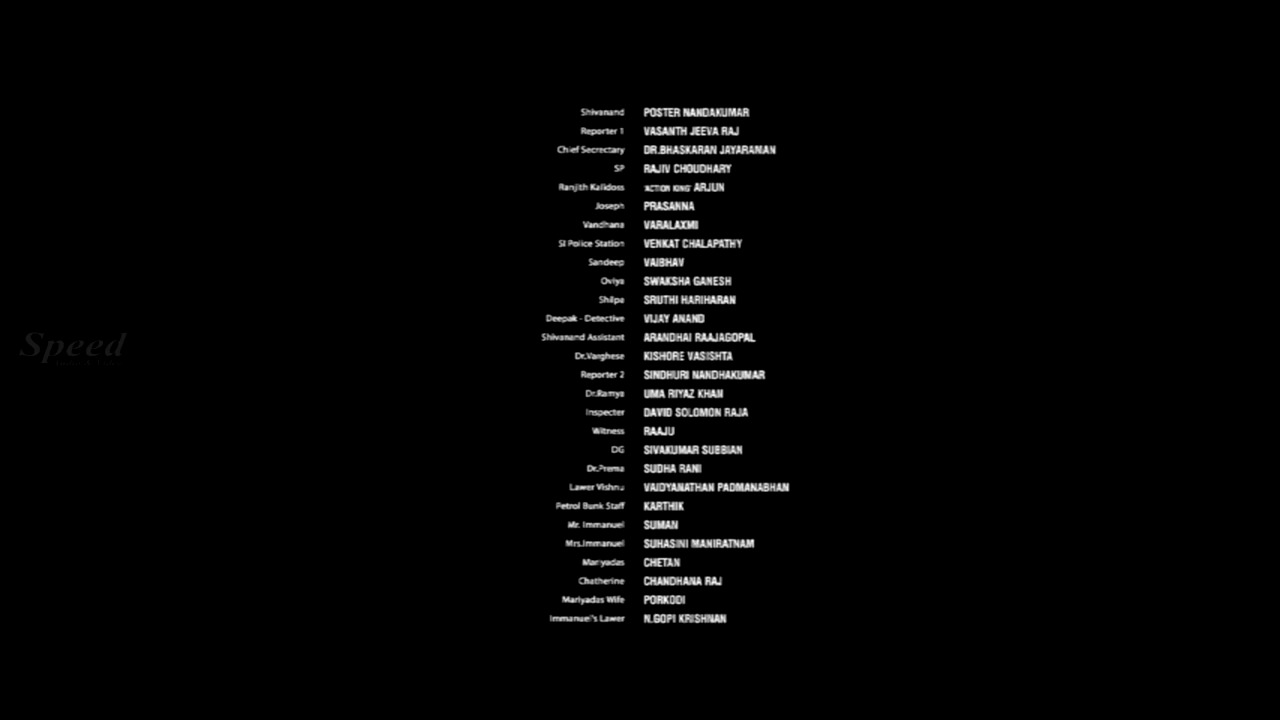 Shivanand POSTER NANDAKUMAR
Reporter 1 VASANTH JEEVA RAJ
Chief Secrectary DR.BHASKARAN JAYARAMAN
SP RAJIV CHOUDHARY
Ranjith Kalidoss 'ACTION KING' ARJUN
Joseph PRASANNA
Vandhana VARALAXMI
SI Police Station VENKAT CHALAPATHY
Sandeep VAIBHAV
Oviya SWAKSHA GANESH
Shilpa SRUTHI HARIHARAN
Deepak - Detective VIJAY ANAND
Speed
Shivanand Assistant ARANDHAI RAAJAGOPAL
Dr.Varghese KISHORE VASISHTA
Reporter 2 SINDHURI NANDHAKUMAR
Dr.Ramya UMA RIYAZ KHAN
Inspecter DAVID SOLOMON RAJA
Witness RAAJU
DG SIVAKUMAR SUBBIAN
Dr.Prema SUDHA RANI
Lawer Vishnu VAIDYANATHAN PADMANABHAN
Petrol Bunk Staff KARTHIK
Mr. Immanuel SUMAN
Mrs.Immanuel SUHASINI MANIRATNAM
Mariyadas CHETAN
Chatherine CHANDHANA RAJ
Mariyadas Wife PORKODI
Immanuel's Lawer N.GOPI KRISHNAN